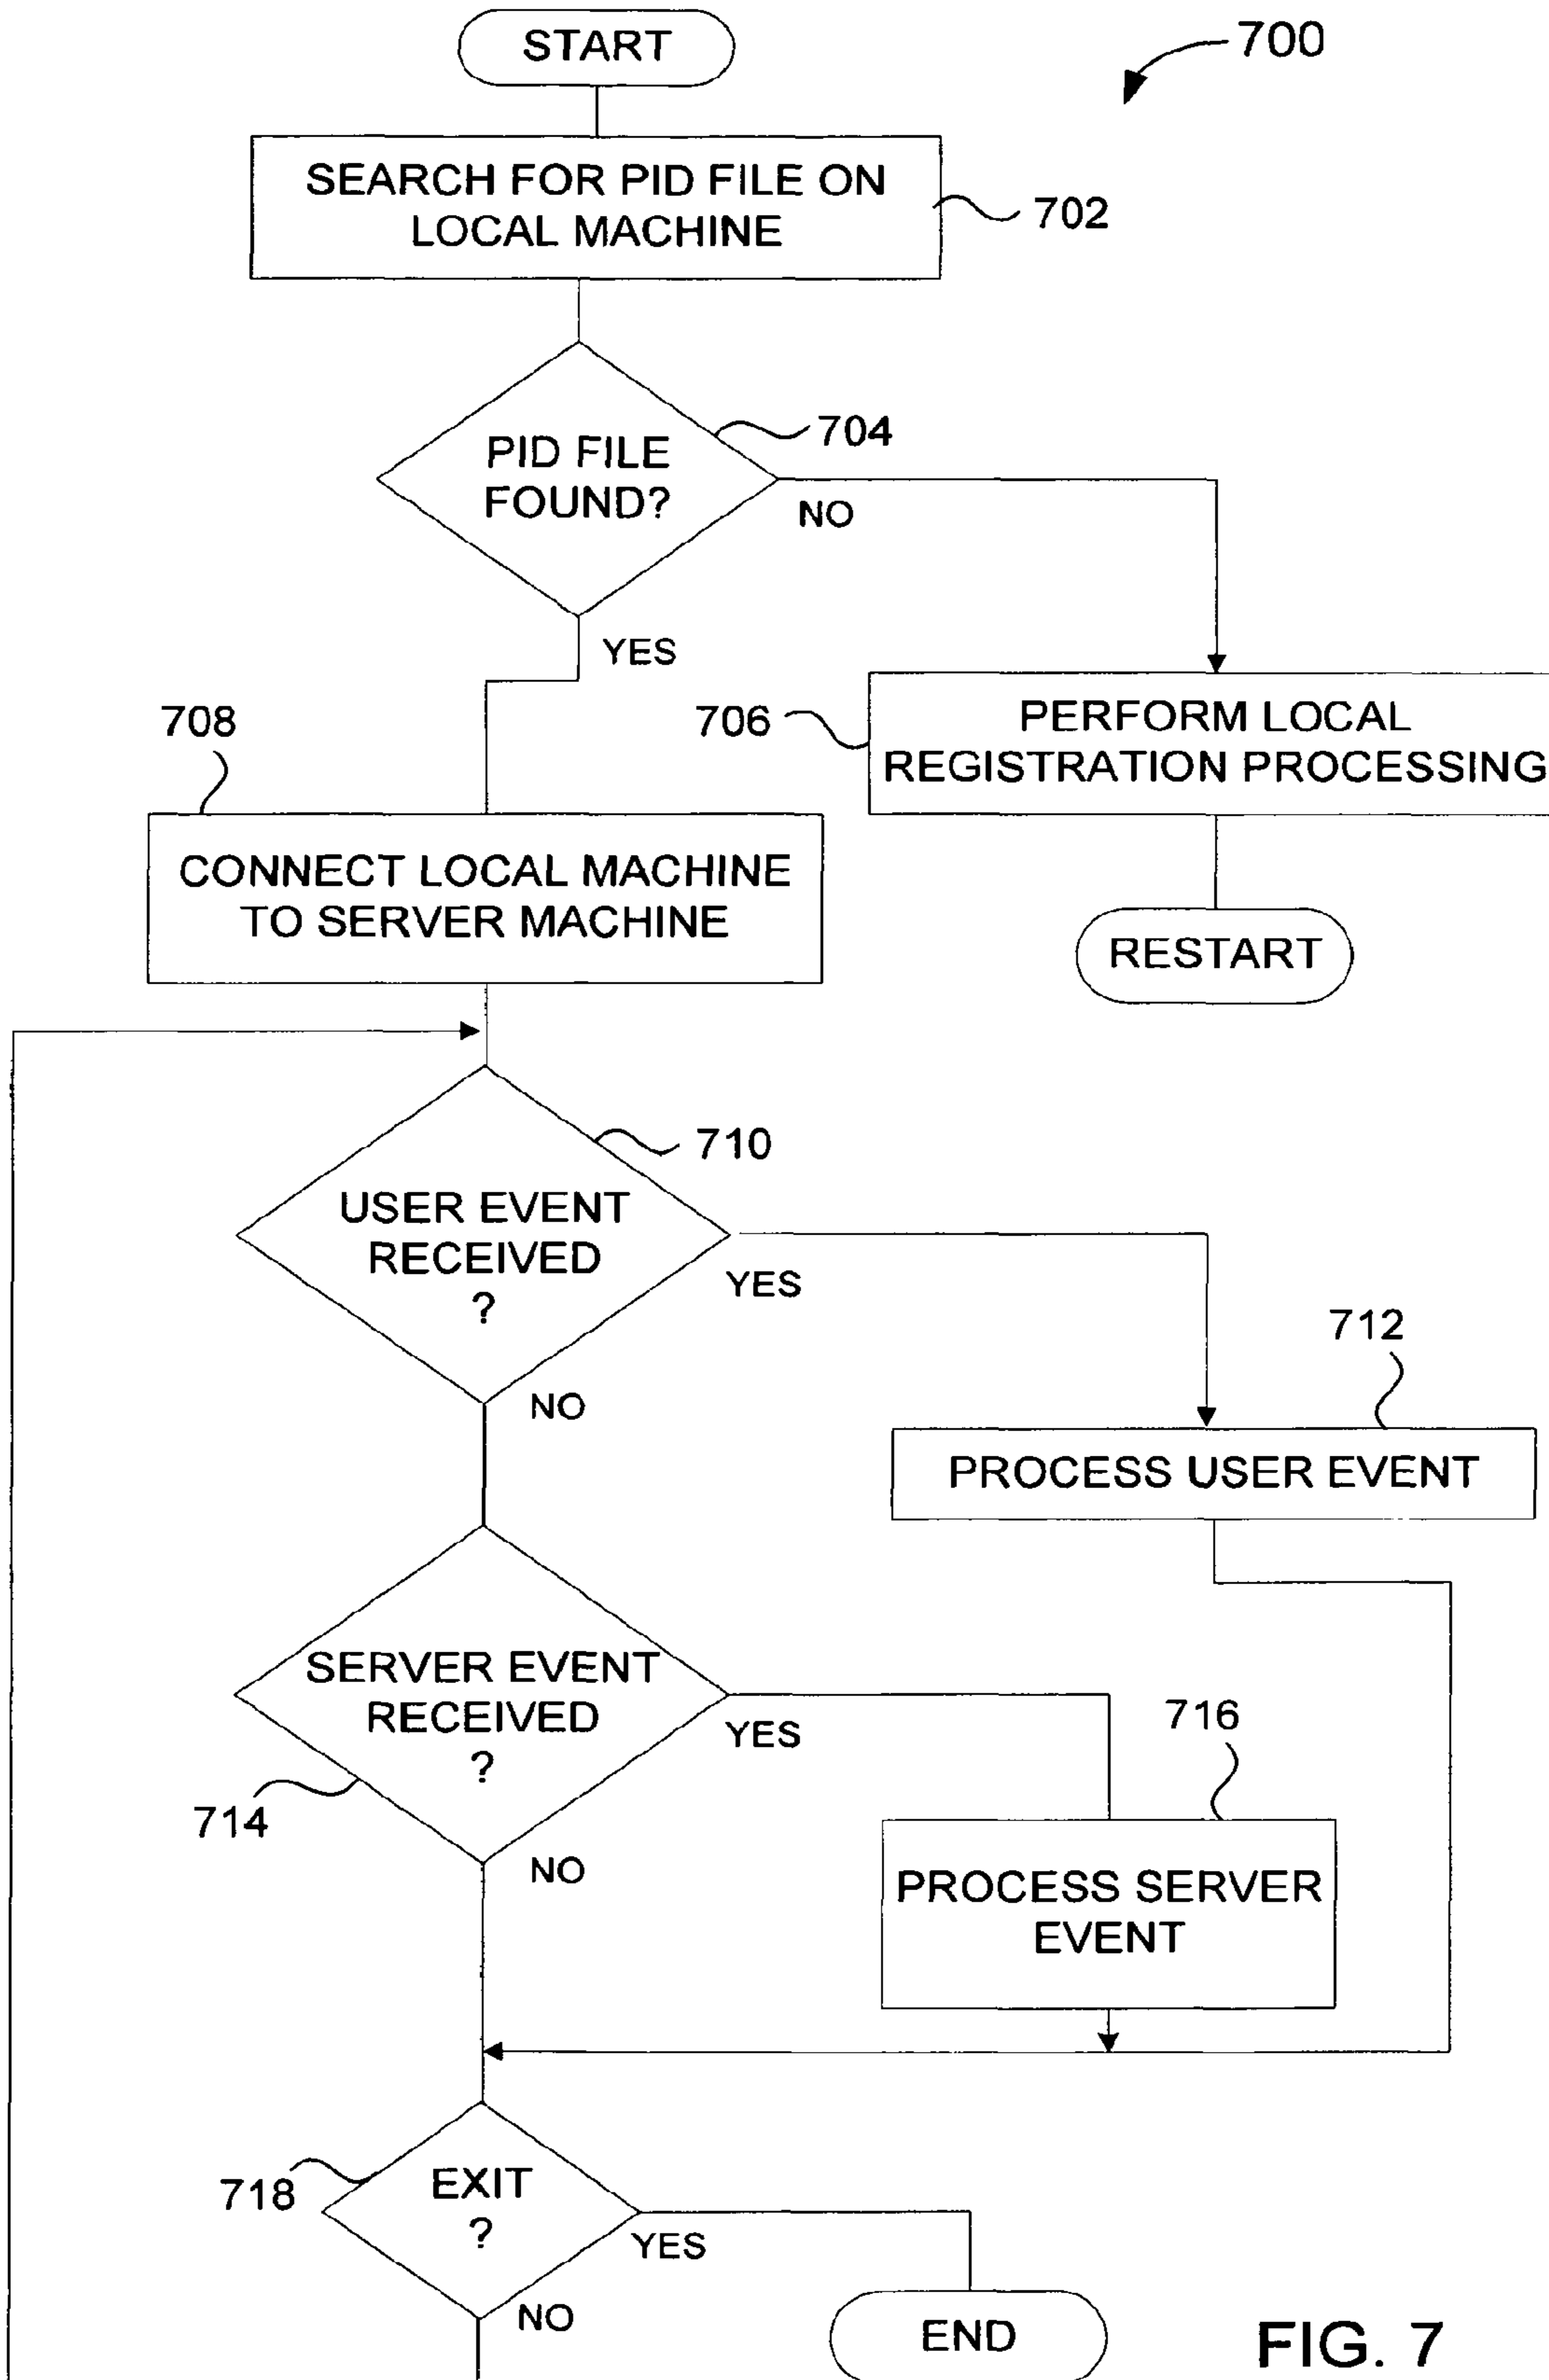 START
700
SEARCH FOR PID FILE ON
LOCAL MACHINE
702
PID FILE
FOUND?
704
NO
YES
708
706
PERFORM LOCAL
REGISTRATION PROCESSING
CONNECT LOCAL MACHINE
TO SERVER MACHINE
RESTART
710
USER EVENT
RECEIVED
?
YES
NO
712
PROCESS USER EVENT
SERVER EVENT
RECEIVED
?
YES
714
NO
716
PROCESS SERVER
EVENT
718
EXIT
?
YES
NO
END
FIG. 7